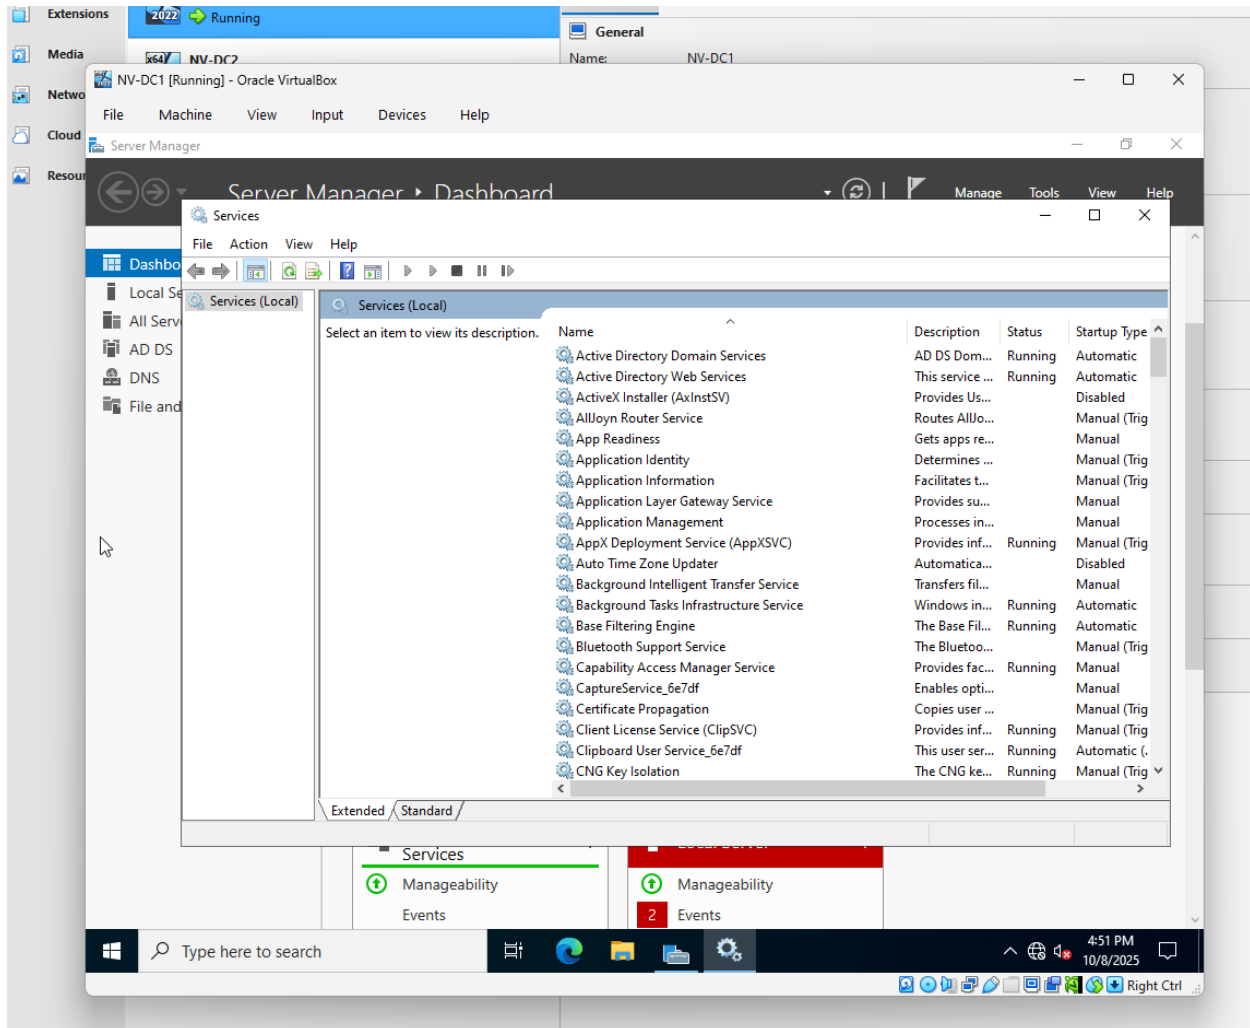 Extensions
2022 Running
General
Media
x64 NV-DC2
Name: NV-DC1
NV-DC1 [Running] - Oracle VirtualBox
Netwo
File Machine View Input Devices Help
Cloud
Server Manager
Resour
Server Manager • Dashboard
Manage Tools View Help
Services
File Action View Help
Dashbo
Local Se
All Serv
AD DS
DNS
File and
Services (Local)
Services (Local)
Select an item to view its description.
Name Description Status Startup Type
Active Directory Domain Services AD DS Dom... Running Automatic
Active Directory Web Services This service ... Running Automatic
ActiveX Installer (AxInstSV) Provides Us... Disabled
AllJoyn Router Service Routes AllJo... Manual (Trig
App Readiness Gets apps re... Manual
Application Identity Determines ... Manual (Trig
Application Information Facilitates t... Manual (Trig
Application Layer Gateway Service Provides su... Manual
Application Management Processes in... Manual
AppX Deployment Service (AppXSVC) Provides inf... Running Manual (Trig
Auto Time Zone Updater Automatica... Disabled
Background Intelligent Transfer Service Transfers fil... Manual
Background Tasks Infrastructure Service Windows in... Running Automatic
Base Filtering Engine The Base Fil... Running Automatic
Bluetooth Support Service The Bluetoo... Manual (Trig
Capability Access Manager Service Provides fac... Running Manual
CaptureService_6e7df Enables opti... Manual
Certificate Propagation Copies user ... Manual (Trig
Client License Service (ClipSVC) Provides inf... Running Manual (Trig
Clipboard User Service_6e7df This user ser... Running Automatic (.
CNG Key Isolation The CNG ke... Running Manual (Trig
Extended Standard
Services
Local Server
Manageability
Manageability
Events
2 Events
Type here to search
4:51 PM
10/8/2025
Right Ctrl